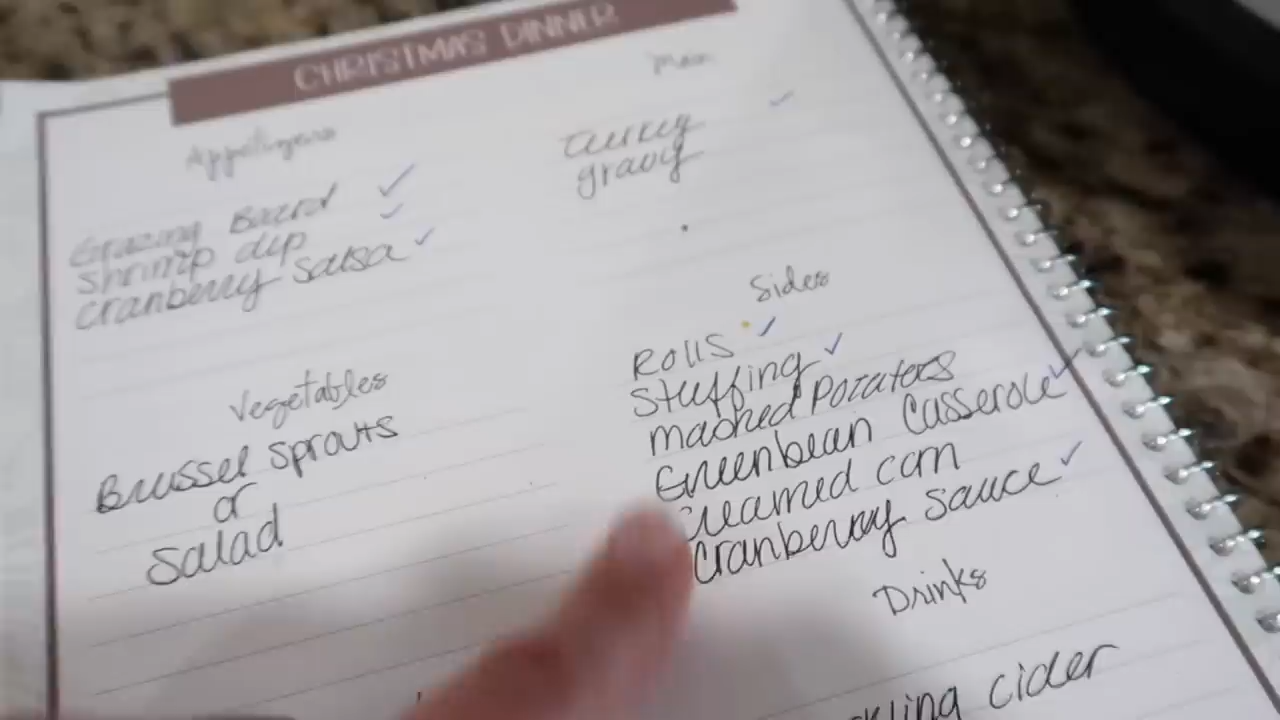 CHRISTMAS DINNER
Appetizers
Grazing Board
shrimp dip
cranberry salsa
Main
turkey
gravy
Vegetables
Brussel sprouts
or
Salad
Sides
Rolls
Stuffing
mashed Potatoes
Greenbean Casserole
creamed corn
Cranberry Sauce
Drinks
cider